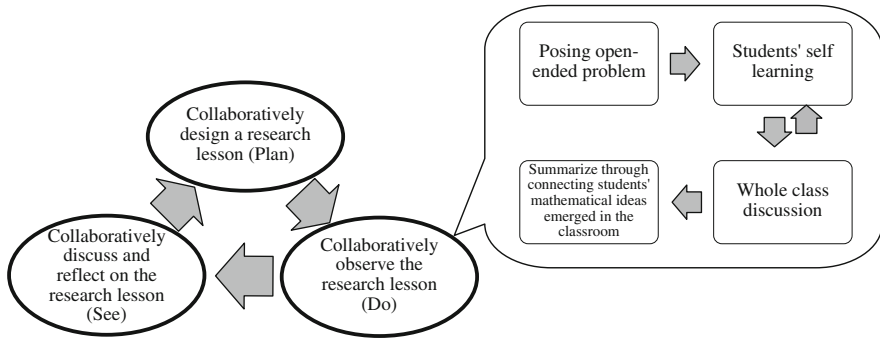 Collaboratively
design a research
lesson (Plan)
Collaboratively
discuss and
reflect on the
research lesson
(See)
Collaboratively
observe the
research lesson
(Do)
Posing open-
ended problem
Students' self
learning
Whole class
discussion
Summarize through
connecting students'
mathematical ideas
emerged in the
classroom